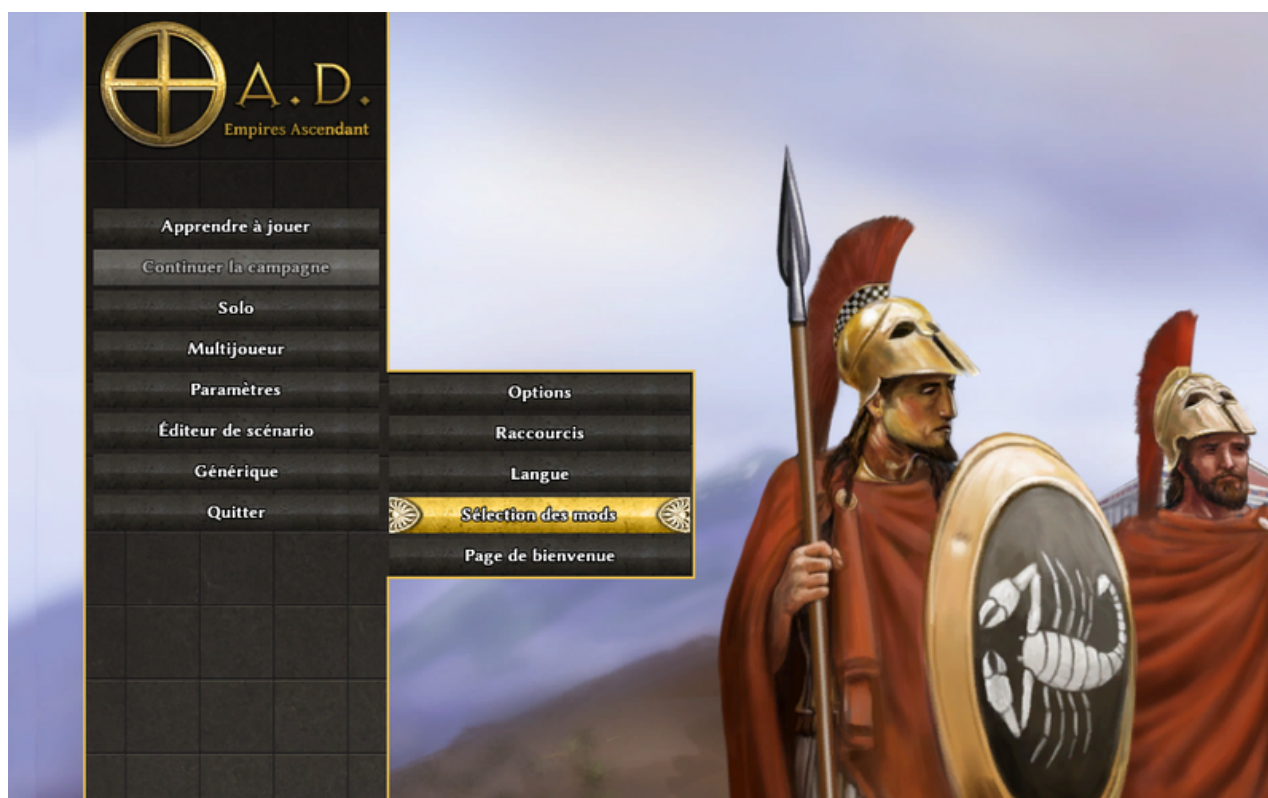 A.D.
Empires Ascendant
Apprendre à jouer
Continuer la campagne
Solo
Multijoueur
Paramètres
Éditeur de scénario
Générique
Quitter
Options
Raccourcis
Langue
Sélection des mods
Page de bienvenue